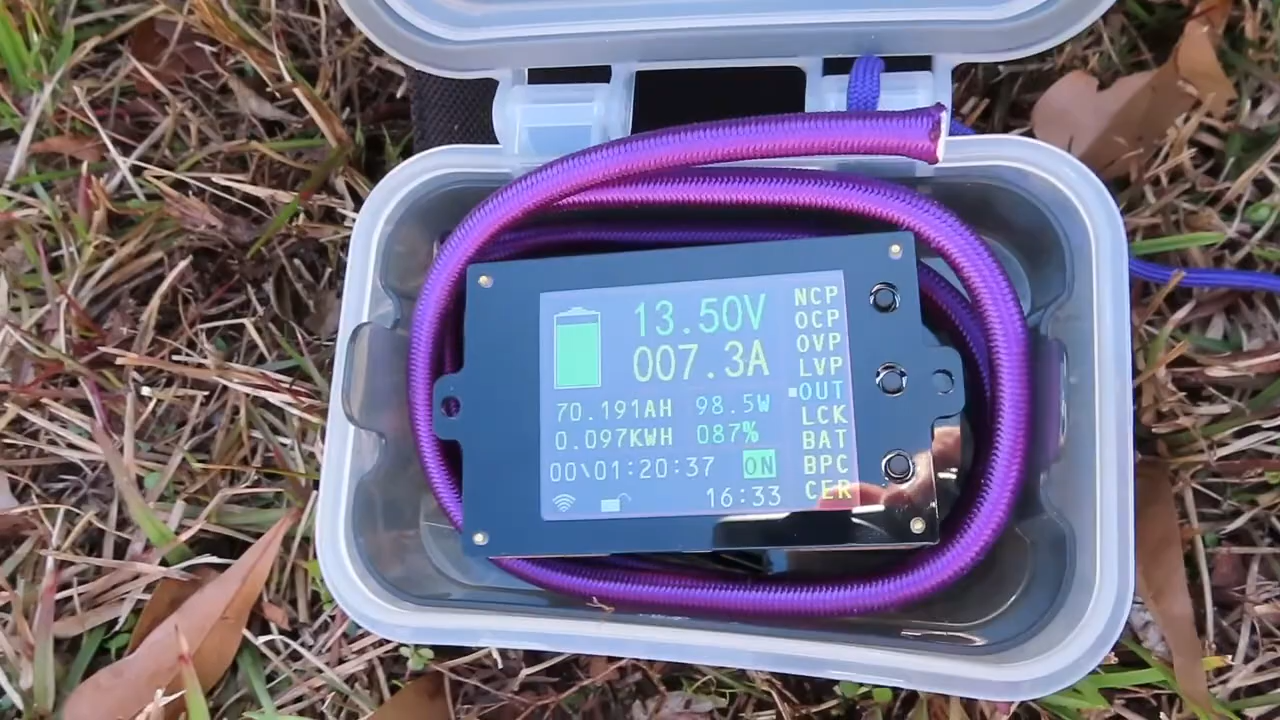 13.50V
007.3A
70.191AH 98.5W
0.097KWH 087%
00\01:20:37 ON
16:33
NCP
OCP
OVP
LVP
OUT
LCK
BAT
BPC
CER